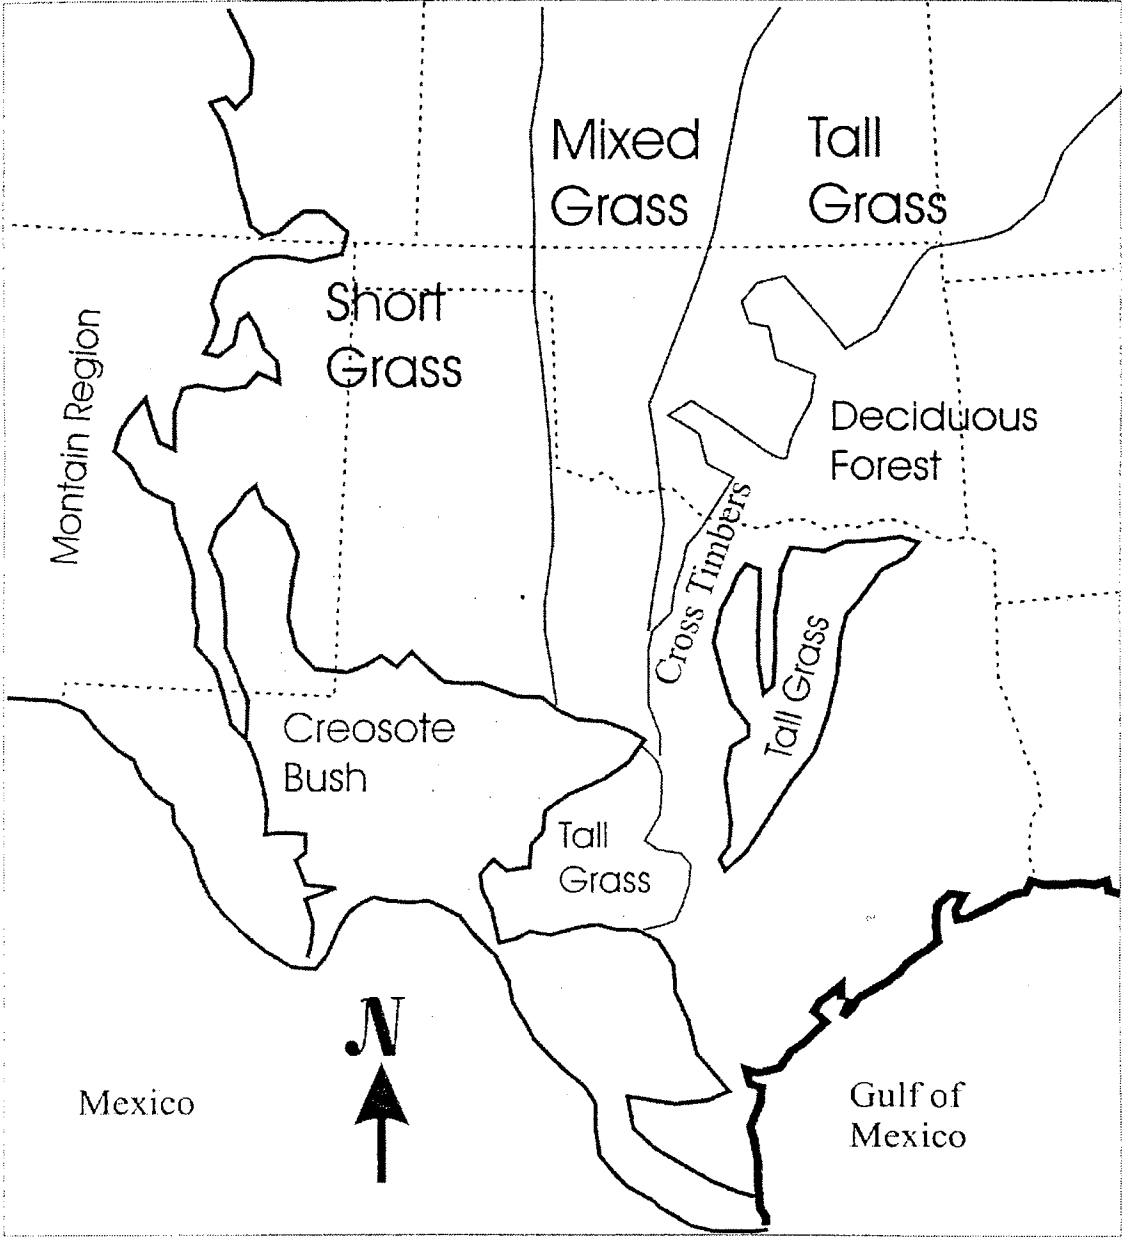 Mixed
Grass
Tall
Grass
Short
Grass
Montain Region
Deciduous
Forest
Cross Timbers
Tall Grass
Creosote
Bush
Tall
Grass
N
Mexico
Gulf of
Mexico